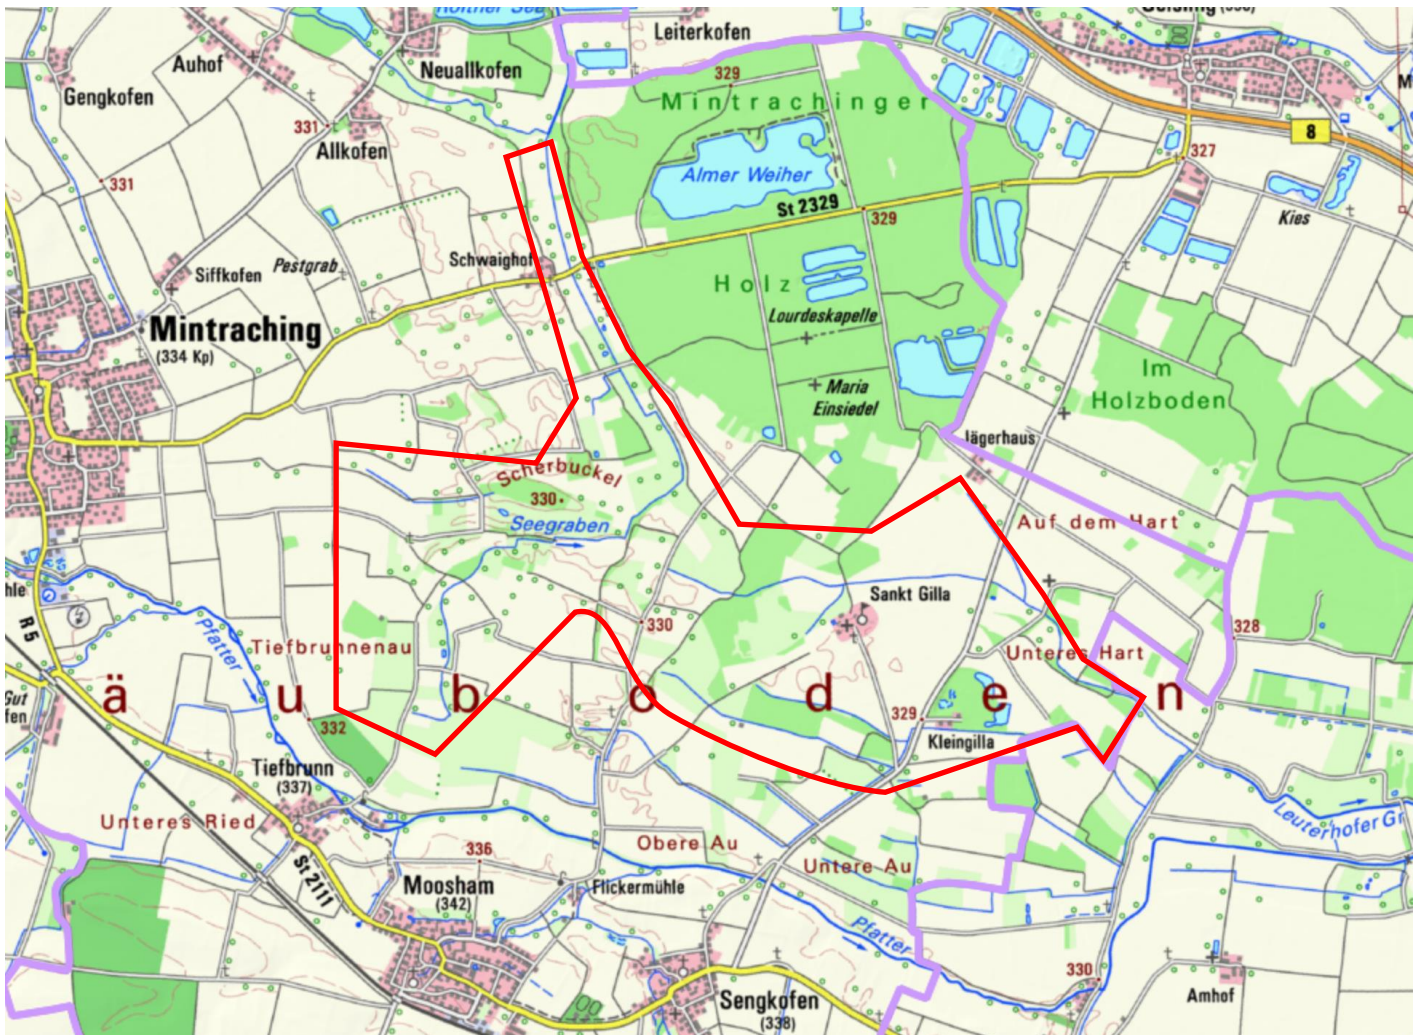 Leiterkofen
Auhof
Neuallkofen
Gengkofen
329
Mintrachinger
8
331
Allkofen
327
331
Almer Weiher
St 2329
329
Kies
Schwaighof
Siffkofen
Pestgrab
Holz
Mintraching
(334 Kp)
Lourdeskapelle
Im
Holzboden
Maria
Einsiedel
Jägerhaus
Scherbuckel
330
Seegraben
Auf dem Hart
Sankt Gilla
R 5
Pfatter
330
328
Tiefbrunnenau
Unteres Hart
ä u b o d e n
Gut
332
329
Kleingilla
Tiefbrunn
(337)
Leuterhofer Gr
Unteres Ried
Obere Au
336
Untere Au
St 2111
Moosham
(342)
Flickermühle
Pfatter
330
Sengkofen
(338)
Amhof